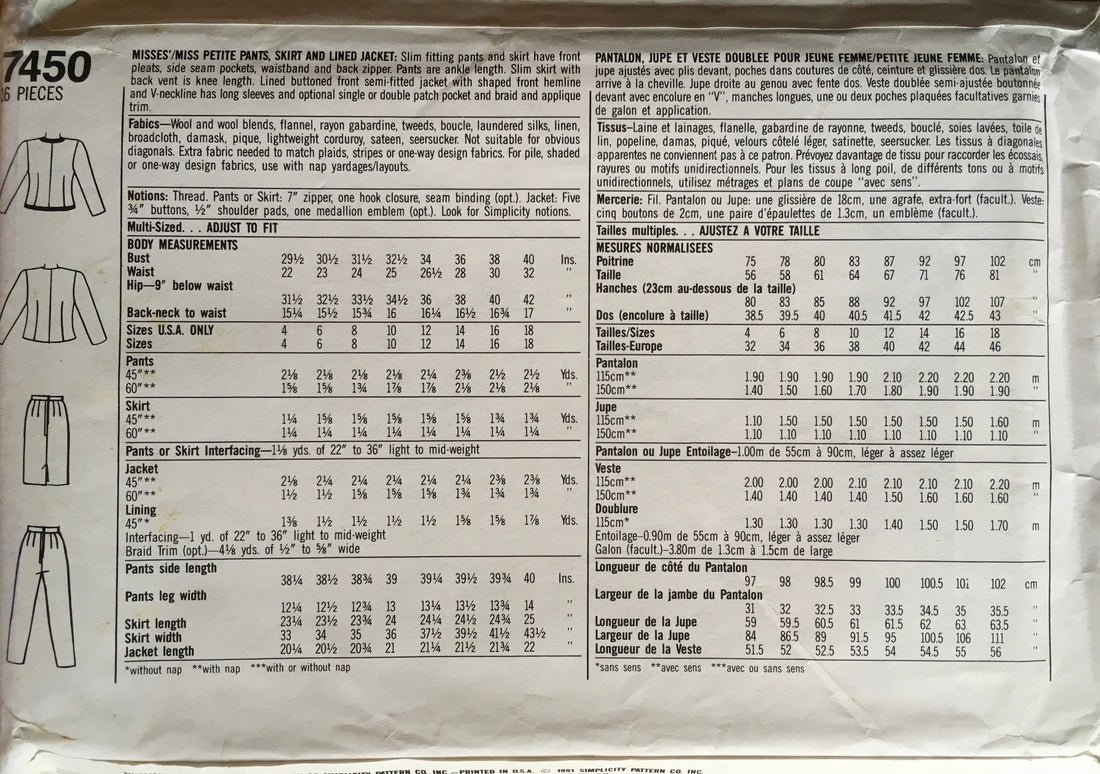 7450
6 PIECES
MISSES'/MISS PETITE PANTS, SKIRT AND LINED JACKET: Slim fitting pants and skirt have front
pleats, side seam pockets, waistband and back zipper. Pants are ankle length. Slim skirt with
back vent is knee length. Lined buttoned front semi-fitted jacket with shaped front hemline
and V-neckline has long sleeves and optional single or double patch pocket and braid and applique
trim.
Fabics—Wool and wool blends, flannel, rayon gabardine, tweeds, boucle, laundered silks, linen,
broadcloth, damask, pique, lightweight corduroy, sateen, seersucker. Not suitable for obvious
diagonals. Extra fabric needed to match plaids, stripes or one-way design fabrics. For pile, shaded
or one-way design fabrics, use with nap yardages/layouts.
Notions: Thread. Pants or Skirt: 7" zipper, one hook closure, seam binding (opt.). Jacket: Five
¾" buttons, ½" shoulder pads, one medallion emblem (opt.). Look for Simplicity notions.
Multi-Sized. . . ADJUST TO FIT
BODY MEASUREMENTS
Bust 29½ 30½ 31½ 32½ 34 36 38 40 Ins.
Waist 22 23 24 25 26½ 28 30 32 "
Hip—9" below waist
31½ 32½ 33½ 34½ 36 38 40 42 "
Back-neck to waist 15¼ 15½ 15¾ 16 16¼ 16½ 16¾ 17 "
Sizes U.S.A. ONLY 4 6 8 10 12 14 16 18
Sizes 4 6 8 10 12 14 16 18
Pants
45"** 2⅛ 2⅛ 2⅛ 2⅛ 2¼ 2⅜ 2½ 2½ Yds.
60"** 1⅝ 1⅝ 1¾ 1⅞ 1⅞ 2⅛ 2⅛ 2⅛ "
Skirt
45"** 1¼ 1⅝ 1⅝ 1⅝ 1⅝ 1⅝ 1¾ 1¾ Yds.
60"** 1¼ 1¼ 1¼ 1¼ 1¼ 1¼ 1¼ 1¼ "
Pants or Skirt Interfacing—1⅛ yds. of 22" to 36" light to mid-weight
Jacket
45"** 2⅛ 2¼ 2¼ 2¼ 2¼ 2¼ 2⅜ 2⅜ Yds.
60"** 1½ 1½ 1⅝ 1⅝ 1⅝ 1¾ 1¾ 1¾ "
Lining
45"* 1⅜ 1½ 1½ 1½ 1½ 1⅝ 1⅝ 1⅞ Yds.
Interfacing—1 yd. of 22" to 36" light to mid-weight
Braid Trim (opt.)—4⅛ yds. of ½" to ⅝" wide
Pants side length
38¼ 38½ 38¾ 39 39¼ 39½ 39¾ 40 Ins.
Pants leg width
12¼ 12½ 12¾ 13 13¼ 13½ 13¾ 14 "
Skirt length 23¼ 23½ 23¾ 24 24¼ 24½ 24¾ 25 "
Skirt width 33 34 35 36 37½ 39½ 41½ 43½ "
Jacket length 20¼ 20½ 20¾ 21 21¼ 21½ 21¾ 22 "
*without nap **with nap ***with or without nap
PANTALON, JUPE ET VESTE DOUBLEE POUR JEUNE FEMME/PETITE JEUNE FEMME: Pantalon et
jupe ajustés avec plis devant, poches dans coutures de côté, ceinture et glissière dos. Le pantalon
arrive à la cheville. Jupe droite au genou avec fente dos. Veste doublée semi-ajustée boutonnée
devant avec encolure en "V", manches longues, une ou deux poches plaquées facultatives garnies
de galon et application.
Tissus—Laine et lainages, flanelle, gabardine de rayonne, tweeds, bouclé, soies lavées, toile de
lin, popeline, damas, piqué, velours côtelé léger, satinette, seersucker. Les tissus à diagonales
apparentes ne conviennent pas à ce patron. Prévoyez davantage de tissu pour raccorder les écossais,
rayures ou motifs unidirectionnels. Pour les tissus à long poil, de différents tons ou à motifs
unidirectionnels, utilisez métrages et plans de coupe "avec sens".
Mercerie: Fil. Pantalon ou Jupe: une glissière de 18cm, une agrafe, extra-fort (facult.). Veste:
cinq boutons de 2cm, une paire d'épaulettes de 1.3cm, un emblème (facult.).
Tailles multiples. . . AJUSTEZ A VOTRE TAILLE
MESURES NORMALISEES
Poitrine 75 78 80 83 87 92 97 102 cm
Taille 56 58 61 64 67 71 76 81 "
Hanches (23cm au-dessous de la taille)
80 83 85 88 92 97 102 107 "
Dos (encolure à taille) 38.5 39.5 40 40.5 41.5 42 42.5 43 "
Tailles/Sizes 4 6 8 10 12 14 16 18
Tailles-Europe 32 34 36 38 40 42 44 46
Pantalon
115cm** 1.90 1.90 1.90 1.90 2.10 2.20 2.20 2.20 m
150cm** 1.40 1.50 1.60 1.70 1.80 1.90 1.90 1.90 "
Jupe
115cm** 1.10 1.50 1.50 1.50 1.50 1.50 1.50 1.60 m
150cm** 1.10 1.10 1.10 1.10 1.10 1.10 1.10 1.10 "
Pantalon ou Jupe Entoilage–1.00m de 55cm à 90cm, léger à assez léger
Veste
115cm** 2.00 2.00 2.00 2.10 2.10 2.10 2.10 2.20 m
150cm** 1.40 1.40 1.40 1.40 1.50 1.60 1.60 1.60 "
Doublure
115cm* 1.30 1.30 1.30 1.30 1.40 1.50 1.50 1.70 m
Entoilage–0.90m de 55cm à 90cm, léger à assez léger
Galon (facult.)–3.80m de 1.3cm à 1.5cm de large
Longueur de côté du Pantalon
97 98 98.5 99 100 100.5 101 102 cm
Largeur de la jambe du Pantalon
31 32 32.5 33 33.5 34.5 35 35.5 "
Longueur de la Jupe 59 59.5 60.5 61 61.5 62 63 63.5 "
Largeur de la Jupe 84 86.5 89 91.5 95 100.5 106 111 "
Longueur de la Veste 51.5 52 52.5 53.5 54 54.5 55 56 "
*sans sens **avec sens ***avec ou sans sens
SIMPLICITY PATTERN CO. INC.—PRINTED IN U.S.A. © 1991 SIMPLICITY PATTERN CO. INC.